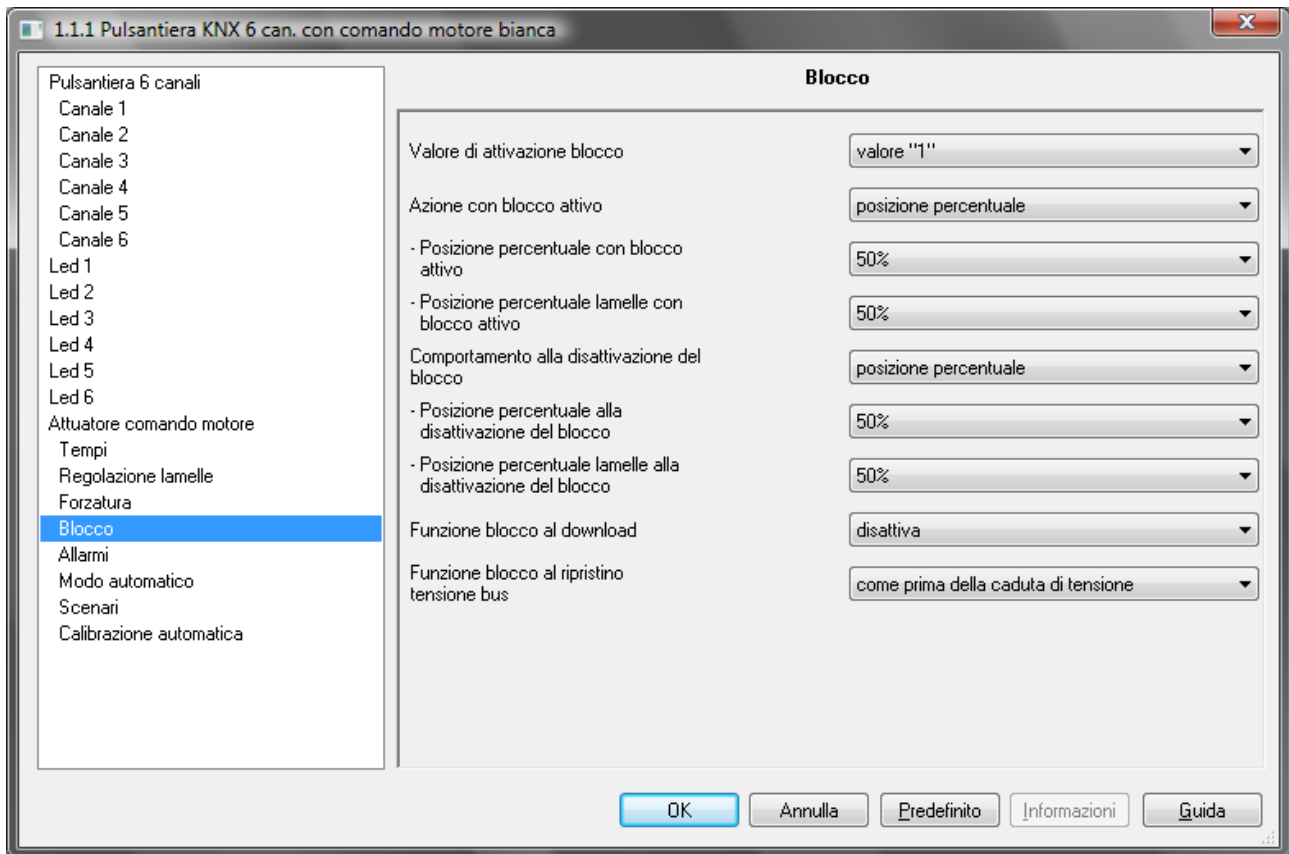 1.1.1 Pulsantiera KNX 6 can. con comando motore bianca
Pulsantiera 6 canali
Canale 1
Canale 2
Canale 3
Canale 4
Canale 5
Canale 6
Led 1
Led 2
Led 3
Led 4
Led 5
Led 6
Attuatore comando motore
Tempi
Regolazione lamelle
Forzatura
Blocco
Allarmi
Modo automatico
Scenari
Calibrazione automatica
Blocco
Valore di attivazione blocco
valore "1"
Azione con blocco attivo
posizione percentuale
- Posizione percentuale con blocco
attivo
50%
- Posizione percentuale lamelle con
blocco attivo
50%
Comportamento alla disattivazione del
blocco
posizione percentuale
- Posizione percentuale alla
disattivazione del blocco
50%
- Posizione percentuale lamelle alla
disattivazione del blocco
50%
Funzione blocco al download
disattiva
Funzione blocco al ripristino
tensione bus
come prima della caduta di tensione
OK
Annulla
Predefinito
Informazioni
Guida